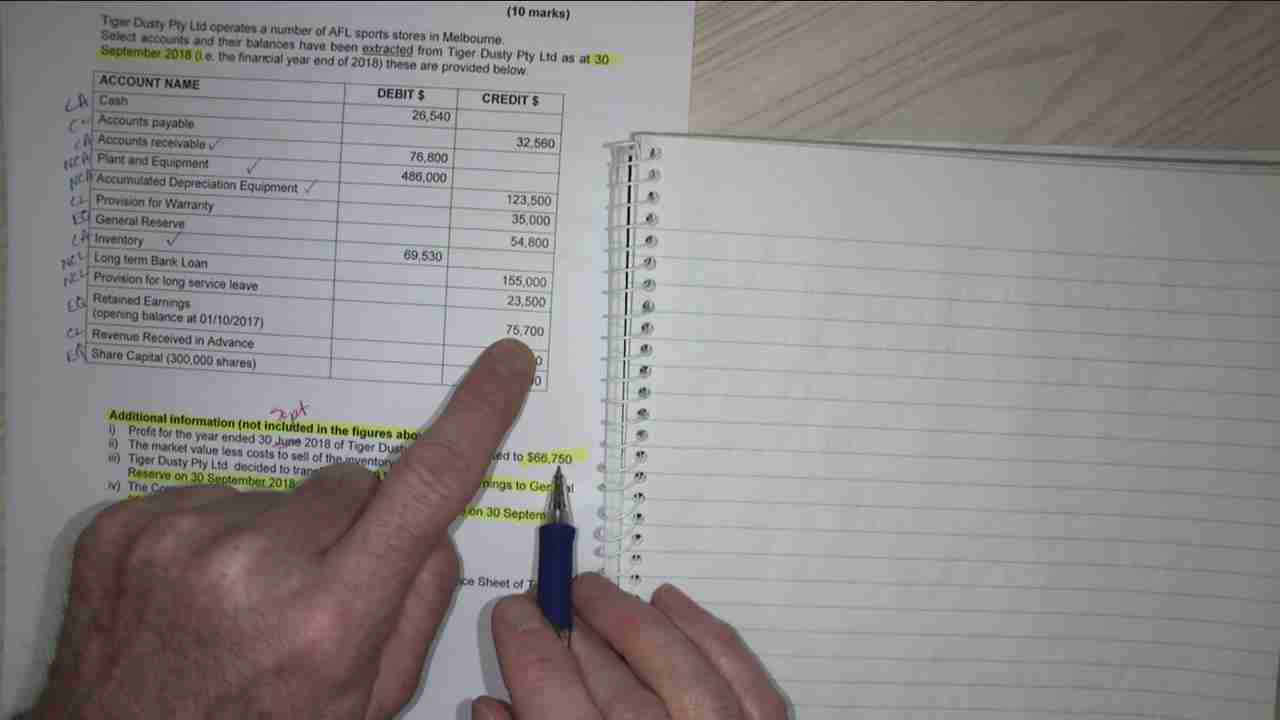 (10 marks)
Tiger Dusty Pty Ltd operates a number of AFL sports stores in Melbourne.
Select accounts and their balances have been extracted from Tiger Dusty Pty Ltd as at 30
September 2018 (i.e. the financial year end of 2018) these are provided below.
ACCOUNT NAME DEBIT $ CREDIT $
CA Cash 26,540
Accounts payable 32,560
CA Accounts receivable ✓ 76,800
NCA Plant and Equipment ✓ 486,000
NCA Accumulated Depreciation Equipment ✓ 123,500
CL Provision for Warranty 35,000
EQ General Reserve 54,800
CA Inventory ✓ 69,530
NCL Long term Bank Loan 155,000
NCL Provision for long service leave 23,500
EQ Retained Earnings
(opening balance at 01/10/2017) 75,700
CL Revenue Received in Advance 0
EQ Share Capital (300,000 shares) 0
Sept
Additional information (not included in the figures
i) Profit for the year ended 30 June 2018 of Tiger to $66,750
ii) The market value less costs to sell of the inventory
iii) Tiger Dusty Pty Ltd decided to to
Reserve on 30 September 2018
iv) The on 30
Sheet of